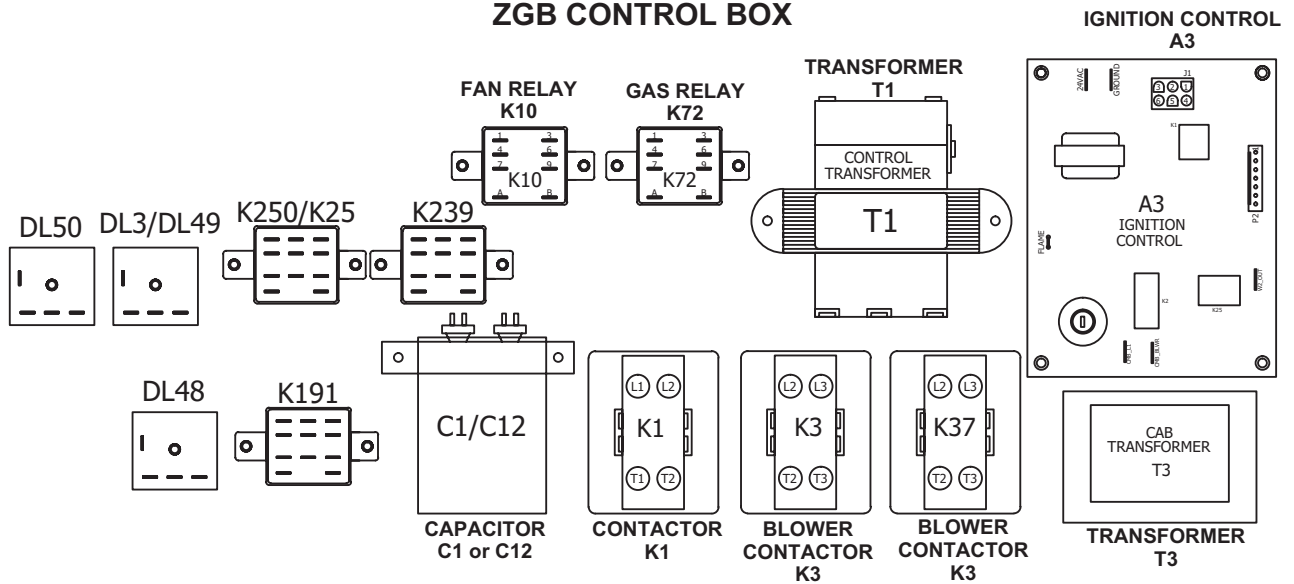 ZGB CONTROL BOX
IGNITION CONTROL
A3
TRANSFORMER
T1
FAN RELAY
K10
GAS RELAY
K72
1 3
4 6
7 9
K10
A B
1 3
4 6
7 9
K72
A B
CONTROL
TRANSFORMER
T1
24VAC
GROUND
J1
3 2 1
6 5 4
K1
A3
IGNITION
CONTROL
P2
FLAME
K2
K25
W2_OUT
CMB_L1
CMB_BLWR
DL50
DL3/DL49
K250/K25
K239
DL48
K191
C1/C12
L1 L2
K1
T1 T2
L2 L3
K3
T2 T3
L2 L3
K37
T2 T3
CAB
TRANSFORMER
T3
CAPACITOR
C1 or C12
CONTACTOR
K1
BLOWER
CONTACTOR
K3
BLOWER
CONTACTOR
K3
TRANSFORMER
T3